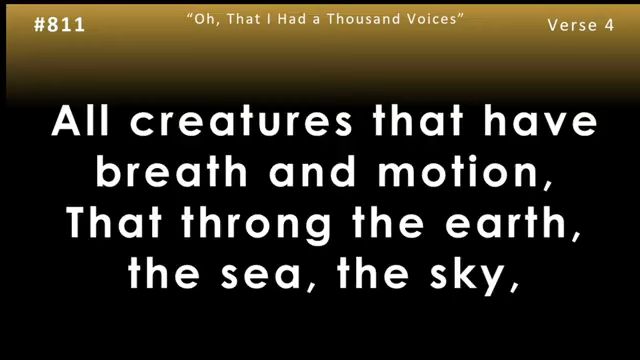 #811
“Oh, That I Had a Thousand Voices”
Verse 4
All creatures that have
breath and motion,
That throng the earth,
the sea, the sky,